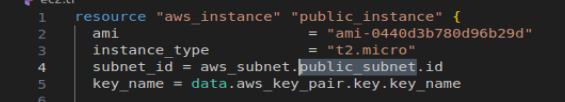 ec2.tf
1 resource "aws_instance" "public_instance" {
2 ami = "ami-0440d3b780d96b29d"
3 instance_type = "t2.micro"
4 subnet_id = aws_subnet.public_subnet.id
5 key_name = data.aws_key_pair.key.key_name